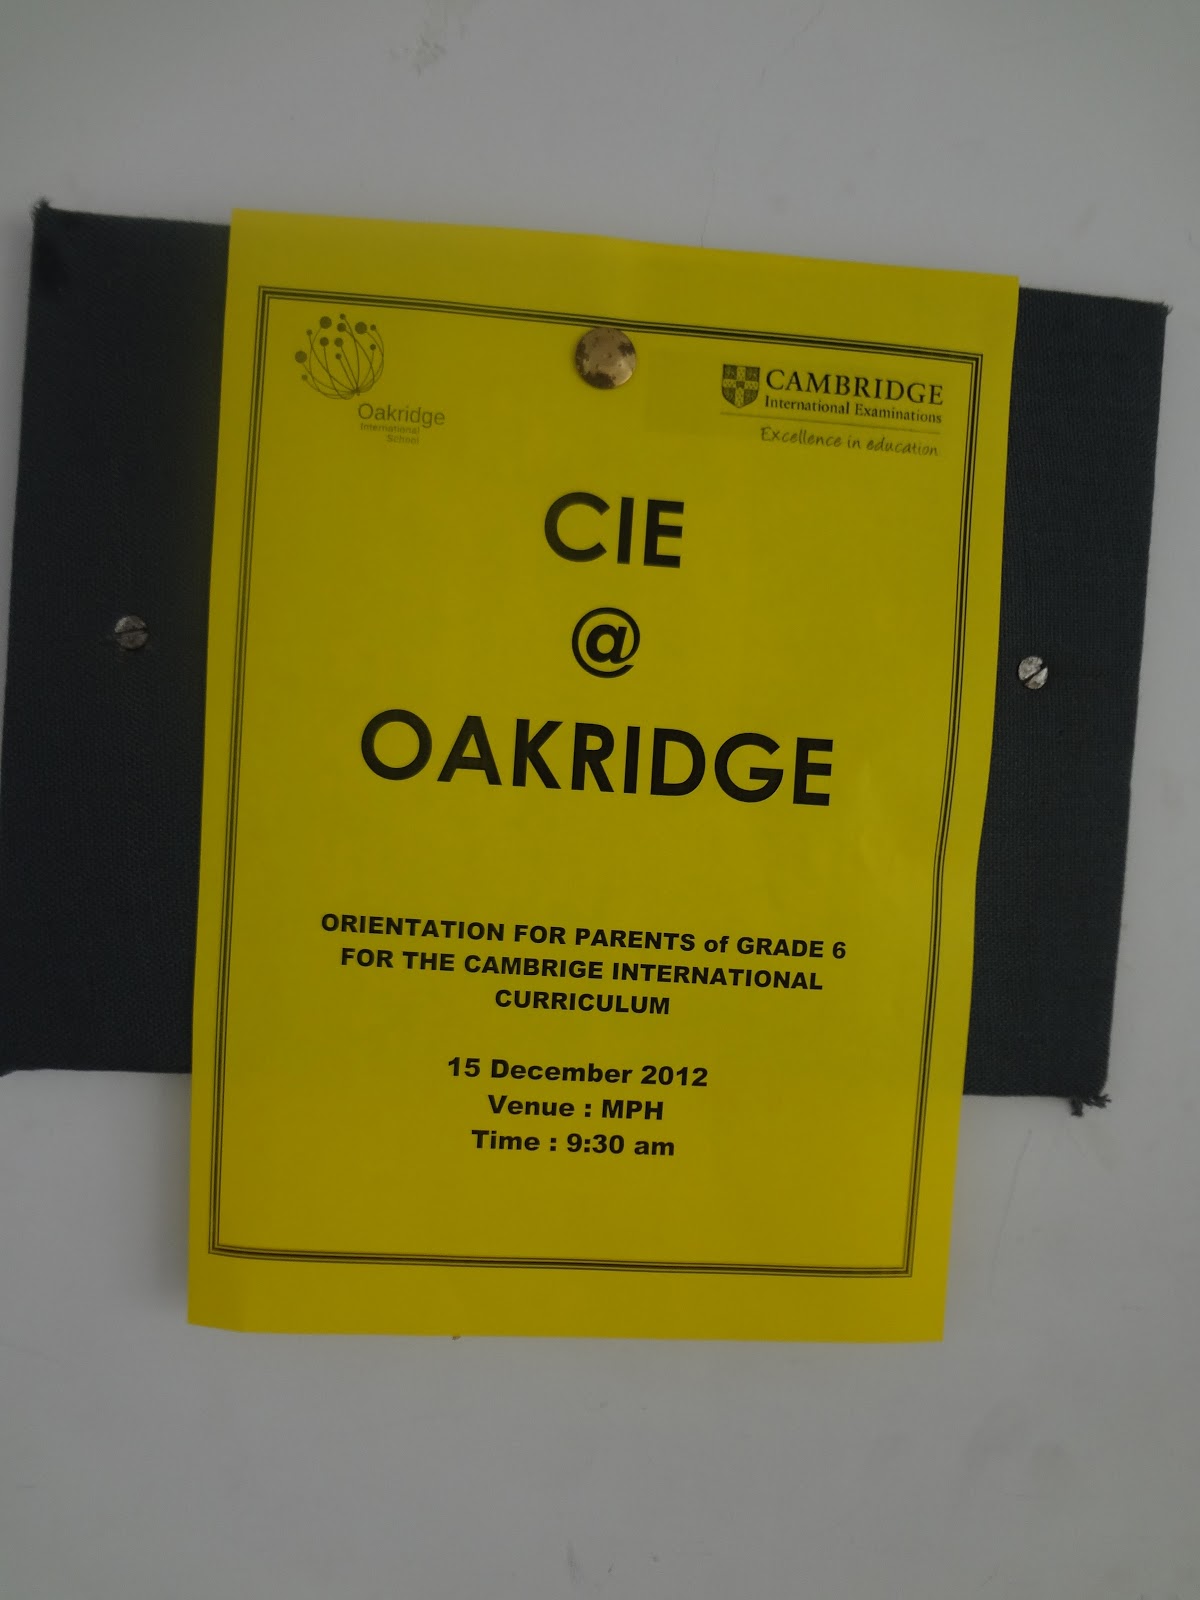 Oakridge
International
School
CAMBRIDGE
International Examinations
Excellence in education
CIE
@
OAKRIDGE
ORIENTATION FOR PARENTS of GRADE 6
FOR THE CAMBRIGE INTERNATIONAL
CURRICULUM
15 December 2012
Venue : MPH
Time : 9:30 am